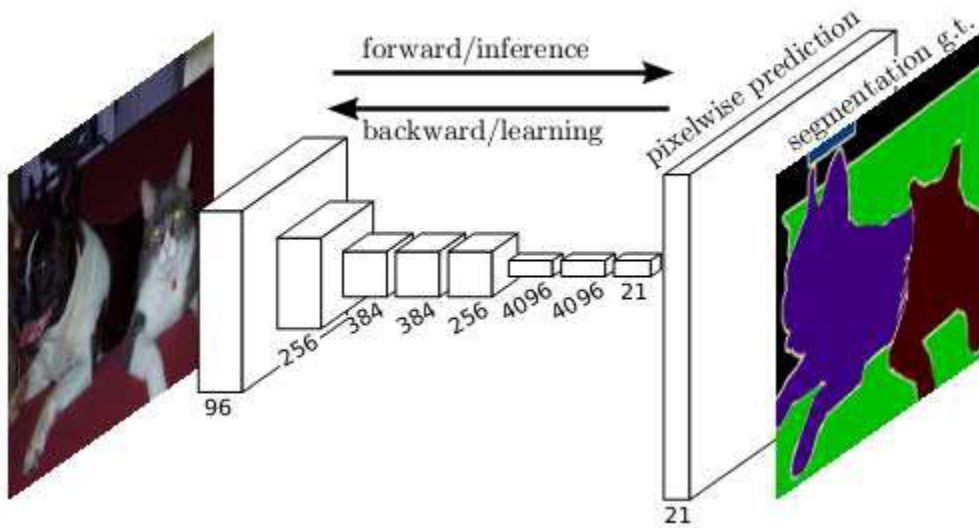 forward/inference
backward/learning
pixelwise prediction
segmentation g.t.
96
256
384
384
256
4096
4096
21
21